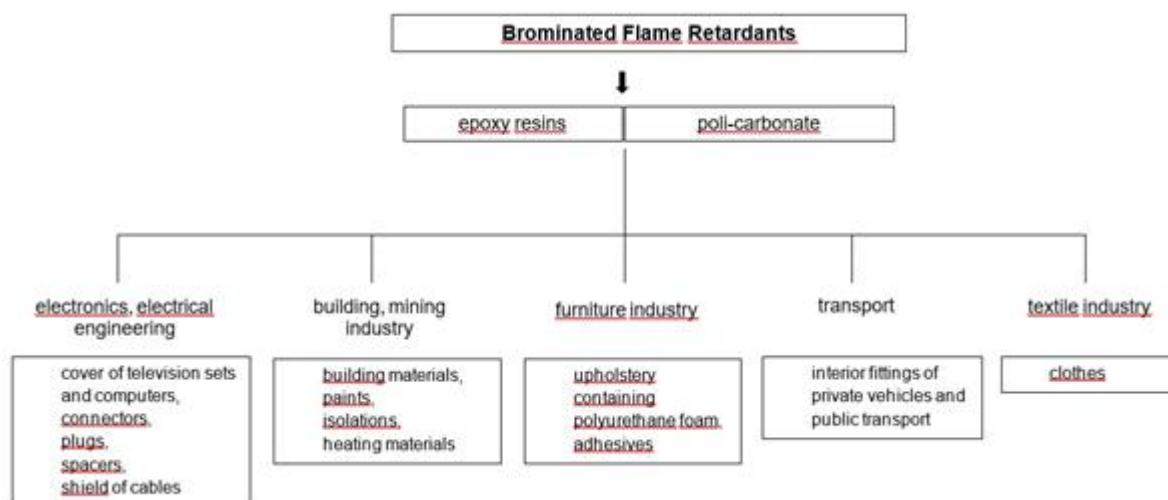 Brominated Flame Retardants
epoxy resins
poli-carbonate
electronics, electrical
engineering
building, mining
industry
furniture industry
transport
textile industry
cover of television sets
and computers,
connectors,
plugs,
spacers,
shield of cables
building materials,
paints,
isolations,
heating materials
upholstery
containing
polyurethane foam,
adhesives
interior fittings of
private vehicles and
public transport
clothes